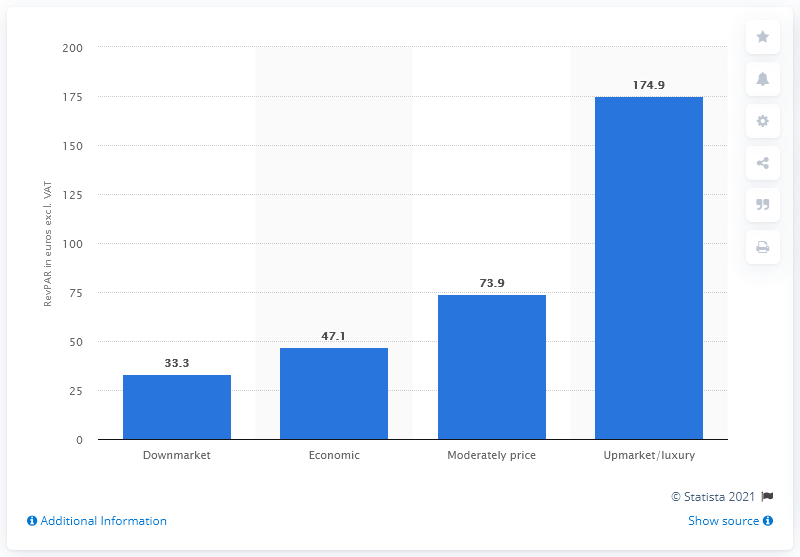 200
175
150
125
100
75
50
25
0
RevPAR in euros excl. VAT
33.3
47.1
73.9
174.9
Downmarket
Economic
Moderately price
Upmarket/luxury
© Statista 2021
Additional Information
Show source